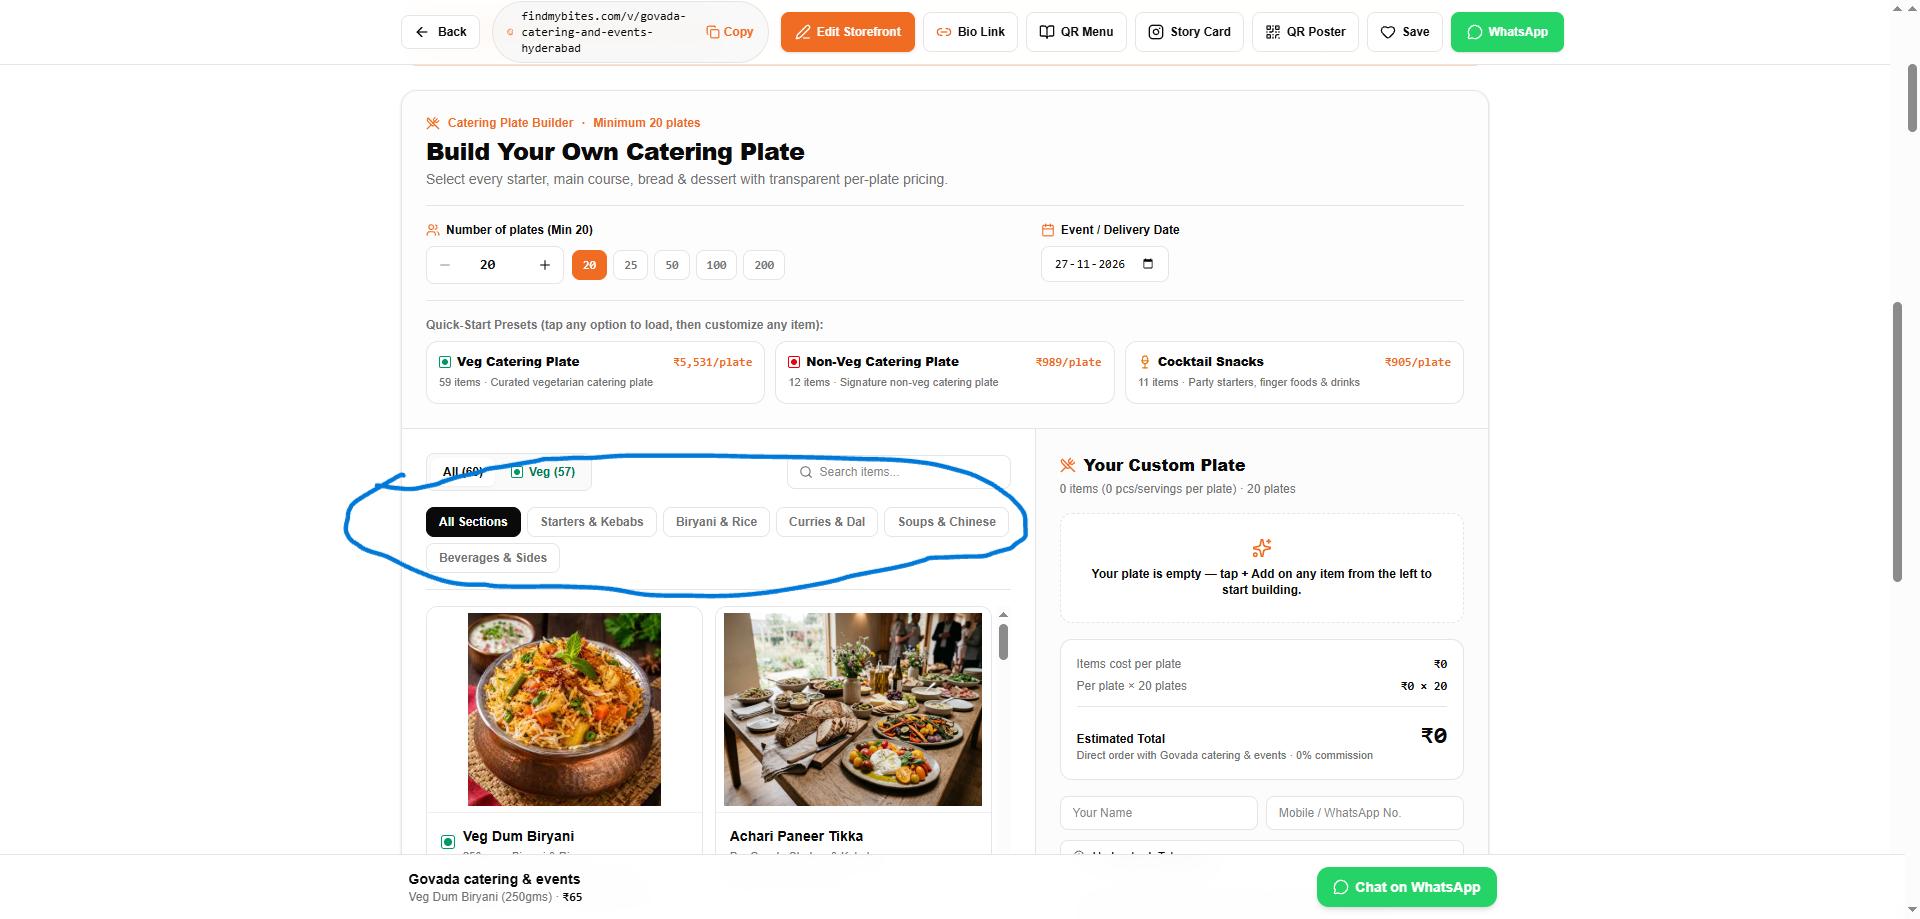 Back
findmybites.com/v/govada-
catering-and-events-
hyderabad
Copy
Edit Storefront
Bio Link
QR Menu
Story Card
QR Poster
Save
WhatsApp
Catering Plate Builder · Minimum 20 plates
Build Your Own Catering Plate
Select every starter, main course, bread & dessert with transparent per-plate pricing.
Number of plates (Min 20)
20
20
25
50
100
200
Event / Delivery Date
27-11-2026
Quick-Start Presets (tap any option to load, then customize any item):
Veg Catering Plate
₹5,531/plate
59 items · Curated vegetarian catering plate
Non-Veg Catering Plate
₹989/plate
12 items · Signature non-veg catering plate
Cocktail Snacks
₹905/plate
11 items · Party starters, finger foods & drinks
All (60)
Veg (57)
Search items...
All Sections
Starters & Kebabs
Biryani & Rice
Curries & Dal
Soups & Chinese
Beverages & Sides
Veg Dum Biryani
Achari Paneer Tikka
Your Custom Plate
0 items (0 pcs/servings per plate) · 20 plates
Your plate is empty — tap + Add on any item from the left to
start building.
Items cost per plate
₹0
Per plate × 20 plates
₹0 × 20
Estimated Total
₹0
Direct order with Govada catering & events · 0% commission
Your Name
Mobile / WhatsApp No.
Govada catering & events
Veg Dum Biryani (250gms) · ₹65
Chat on WhatsApp